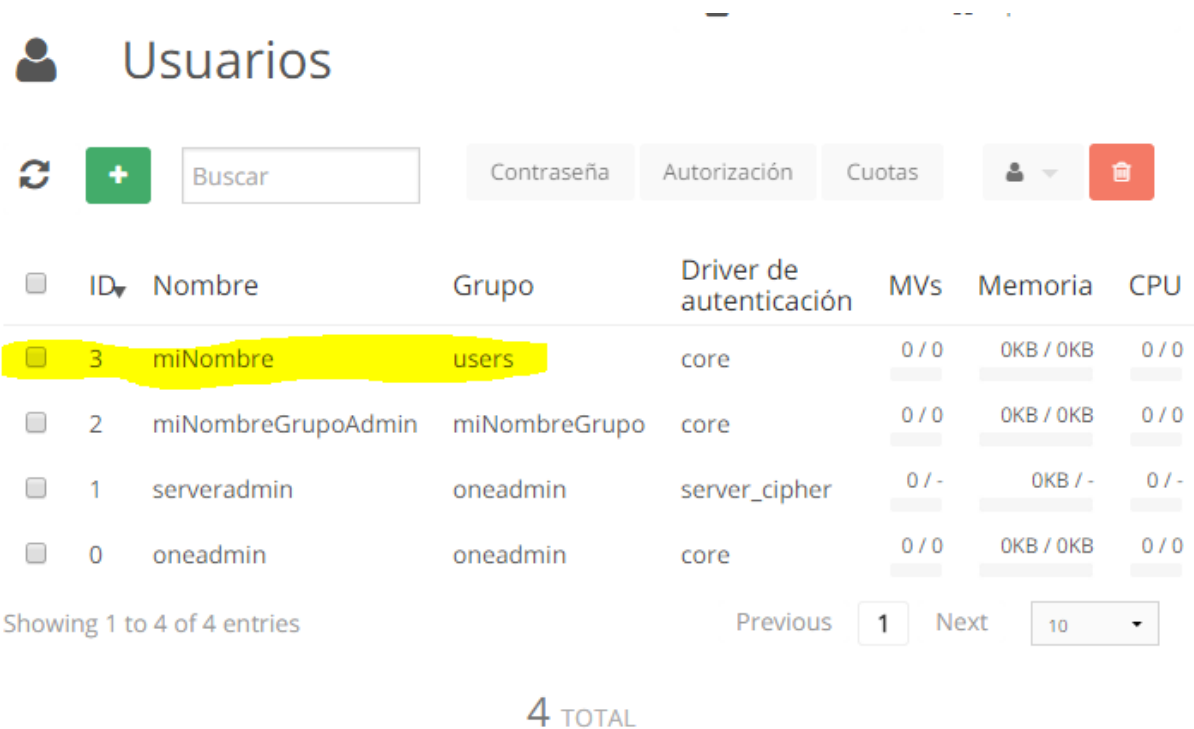 Usuarios
Buscar Contraseña Autorización Cuotas
ID Nombre Grupo Driver de autenticación MVs Memoria CPU
3 miNombre users core 0 / 0 0KB / 0KB 0 / 0
2 miNombreGrupoAdmin miNombreGrupo core 0 / 0 0KB / 0KB 0 / 0
1 serveradmin oneadmin server_cipher 0 / - 0KB / - 0 / -
0 oneadmin oneadmin core 0 / 0 0KB / 0KB 0 / 0
Showing 1 to 4 of 4 entries Previous 1 Next 10
4 TOTAL